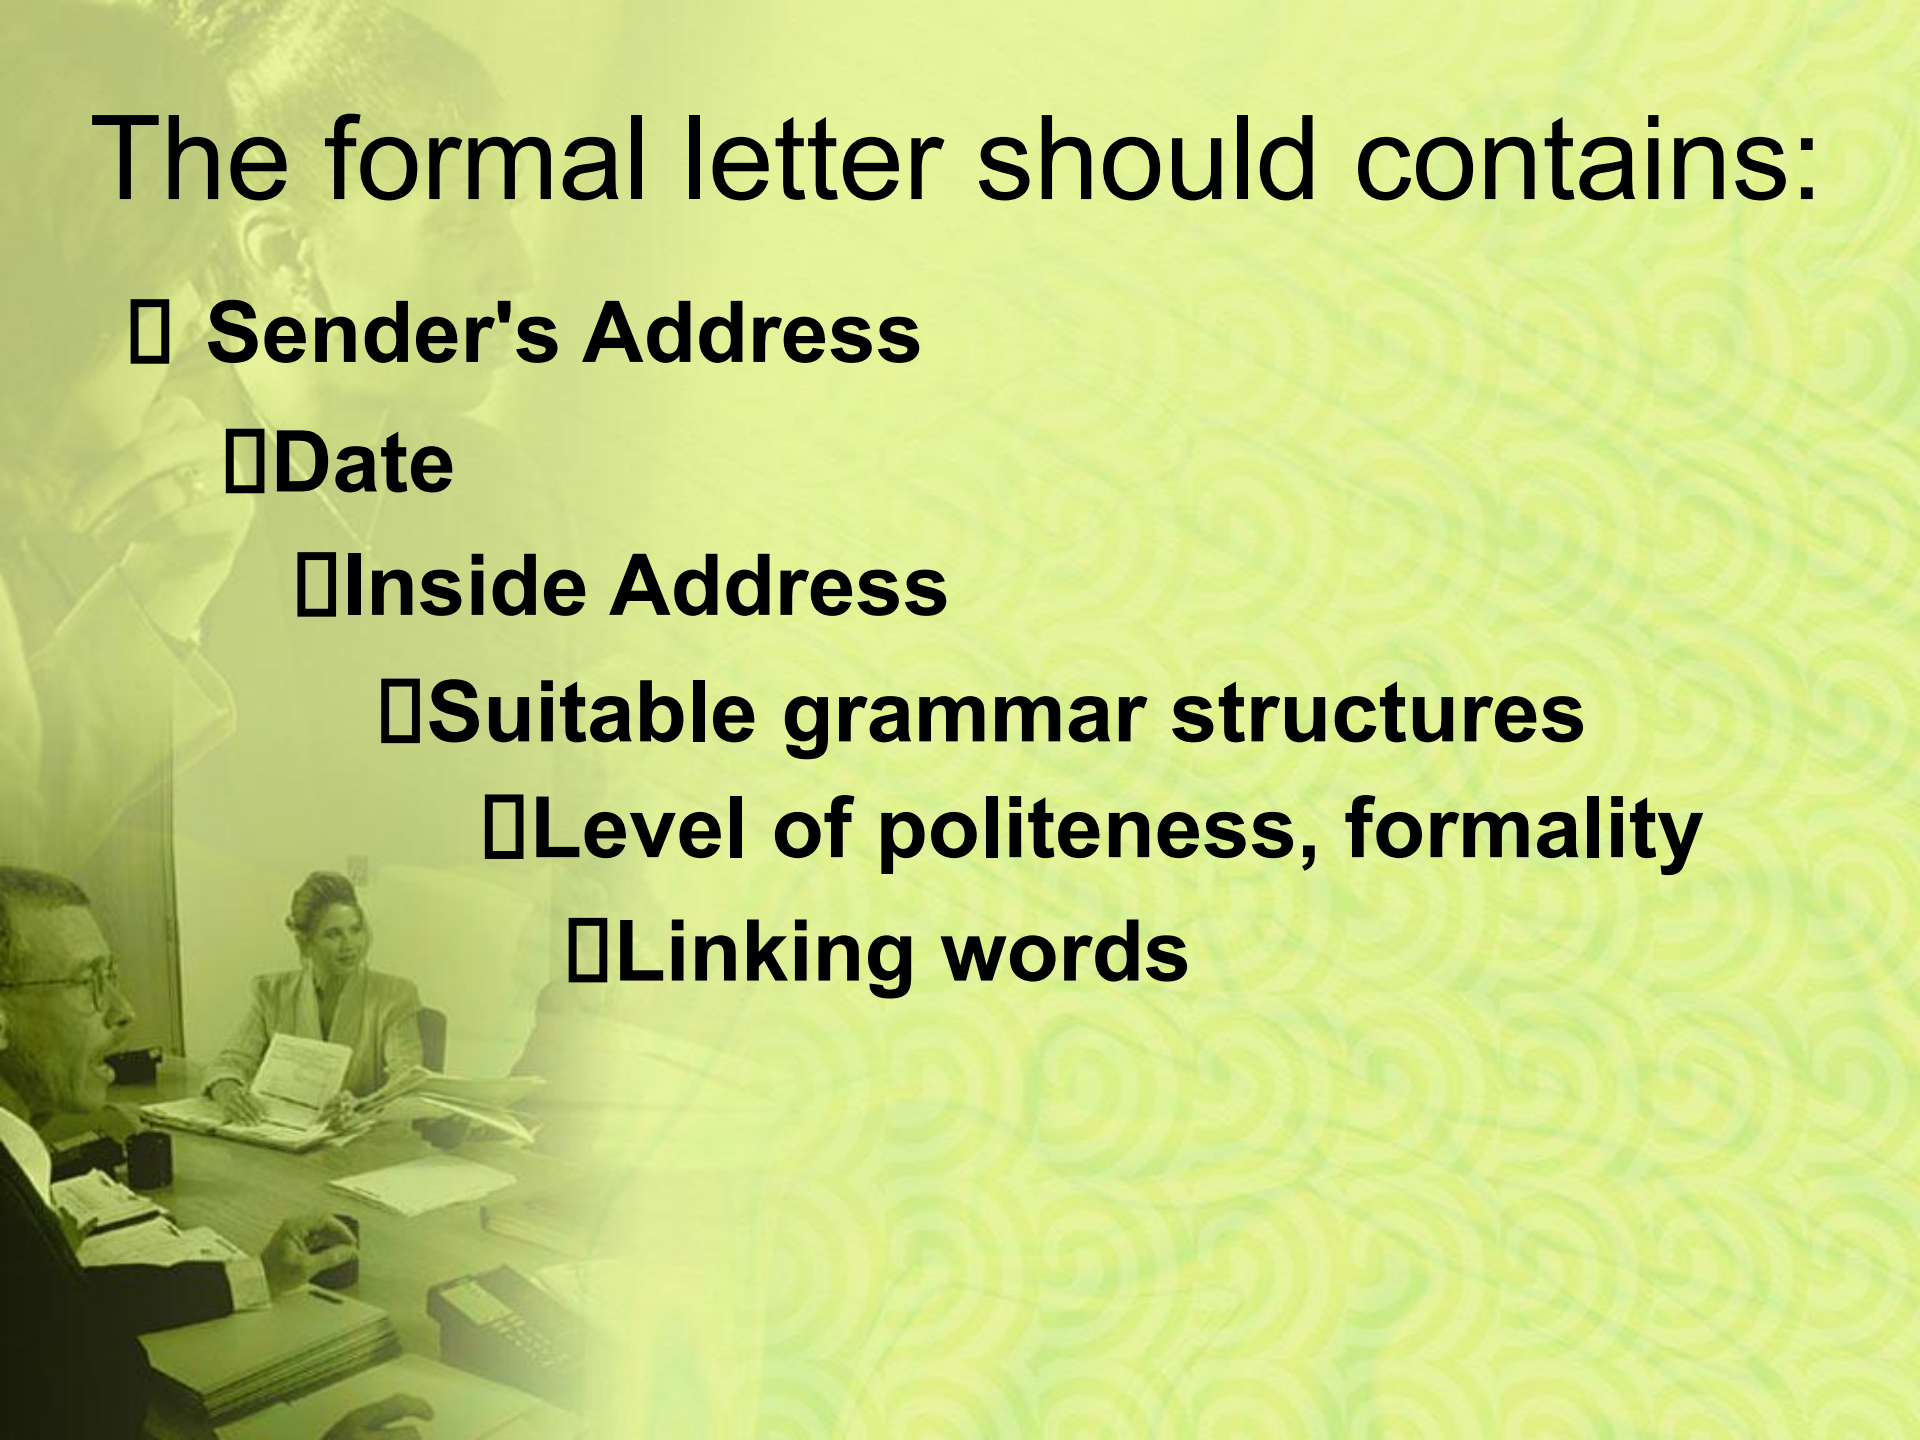 The formal letter should contains:
▯ Sender's Address
▯Date
▯Inside Address
▯Suitable grammar structures
▯Level of politeness, formality
▯Linking words